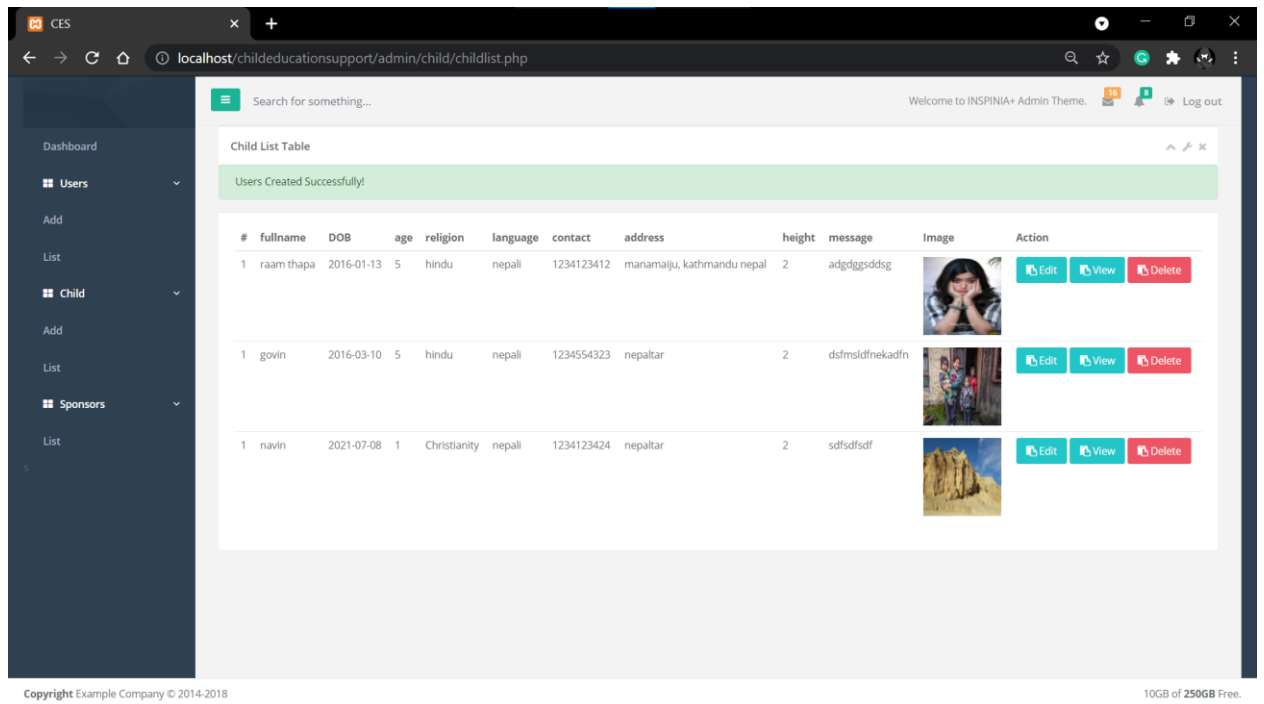 CES
localhost/childeducationsupport/admin/child/childlist.php
Search for something...
Welcome to INSPINIA+ Admin Theme. 16 8 Log out
Dashboard
Users
Add
List
Child
Add
List
Sponsors
List
s
Child List Table
Users Created Successfully!
# fullname DOB age religion language contact address height message Image Action
1 raam thapa 2016-01-13 5 hindu nepali 1234123412 manamaiju, kathmandu nepal 2 adgdggsddsg Edit View Delete
1 govin 2016-03-10 5 hindu nepali 1234554323 nepaltar 2 dsfmsldfnekadfn Edit View Delete
1 navin 2021-07-08 1 Christianity nepali 1234123424 nepaltar 2 sdfsdfsdf Edit View Delete
Copyright Example Company © 2014-2018
10GB of 250GB Free.